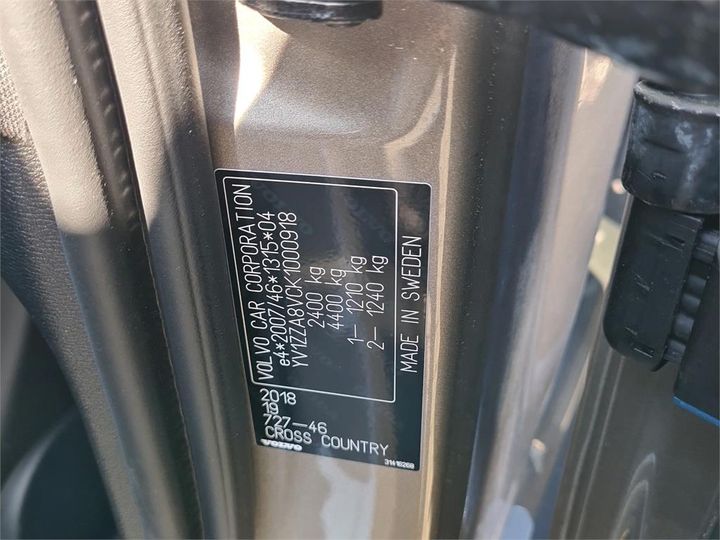 VOLVO CAR CORPORATION
e4*2007/46*1315*04
YV1ZZA8VCK1000918
2400 kg
4400 kg
1– 1210 kg
2– 1240 kg
MADE IN SWEDEN
2018
19
727–46
CROSS COUNTRY
VOLVO
31416268